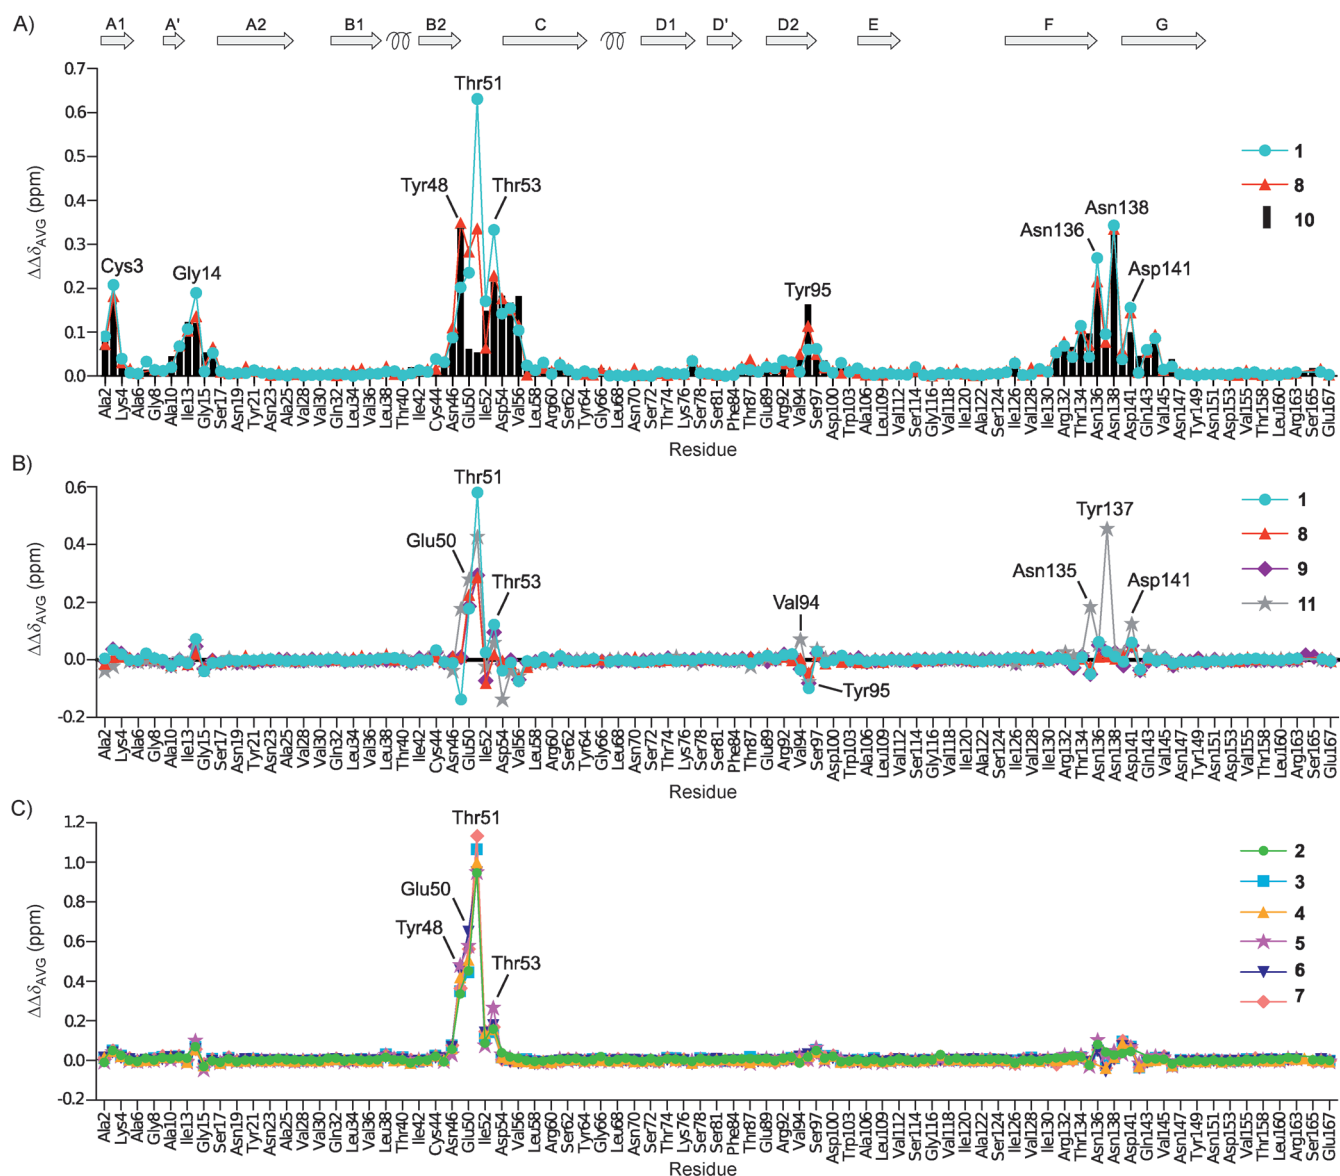 A)
A1 A' A2 B1 B2 C D1 D' D2 E F G
ΔΔδAVG (ppm)
0.7
0.6
0.5
0.4
0.3
0.2
0.1
0.0
Thr51
Tyr48
Thr53
Cys3
Gly14
Tyr95
Asn136
Asn138
Asp141
1
8
10
Ala2 Lys4 Ala6 Gly8 Ala10 Ile13 Gly15 Ser17 Asn19 Tyr21 Asn23 Ala25 Val28 Val30 Gln32 Leu34 Val36 Leu38 Thr40 Ile42 Cys44 Asn46 Glu50 Ile52 Asp54 Val56 Leu58 Arg60 Ser62 Tyr64 Gly66 Leu68 Asn70 Ser72 Thr74 Lys76 Ser78 Ser81 Phe84 Thr87 Glu89 Arg92 Val94 Ser97 Asp100 Trp103 Ala106 Leu109 Val112 Ser114 Gly116 Val118 Ile120 Ala122 Ser124 Ile126 Val128 Ile130 Arg132 Thr134 Asn136 Asn138 Asp141 Gln143 Val145 Asn147 Tyr149 Asn151 Asp153 Val155 Thr158 Leu160 Arg163 Ser165 Glu167
Residue
B)
ΔΔδAVG (ppm)
0.6
0.4
0.2
0.0
-0.2
Thr51
Glu50
Thr53
Val94
Tyr95
Tyr137
Asn135
Asp141
1
8
9
11
Ala2 Lys4 Ala6 Gly8 Ala10 Ile13 Gly15 Ser17 Asn19 Tyr21 Asn23 Ala25 Val28 Val30 Gln32 Leu34 Val36 Leu38 Thr40 Ile42 Cys44 Asn46 Glu50 Ile52 Asp54 Val56 Leu58 Arg60 Ser62 Tyr64 Gly66 Leu68 Asn70 Ser72 Thr74 Lys76 Ser78 Ser81 Phe84 Thr87 Glu89 Arg92 Val94 Ser97 Asp100 Trp103 Ala106 Leu109 Val112 Ser114 Gly116 Val118 Ile120 Ala122 Ser124 Ile126 Val128 Ile130 Arg132 Thr134 Asn136 Asn138 Asp141 Gln143 Val145 Asn147 Tyr149 Asn151 Asp153 Val155 Thr158 Leu160 Arg163 Ser165 Glu167
Residue
C)
ΔΔδAVG (ppm)
1.2
1.0
0.8
0.6
0.4
0.2
0.0
-0.2
Thr51
Glu50
Tyr48
Thr53
2
3
4
5
6
7
Ala2 Lys4 Ala6 Gly8 Ala10 Ile13 Gly15 Ser17 Asn19 Tyr21 Asn23 Ala25 Val28 Val30 Gln32 Leu34 Val36 Leu38 Thr40 Ile42 Cys44 Asn46 Glu50 Ile52 Asp54 Val56 Leu58 Arg60 Ser62 Tyr64 Gly66 Leu68 Asn70 Ser72 Thr74 Lys76 Ser78 Ser81 Phe84 Thr87 Glu89 Arg92 Val94 Ser97 Asp100 Trp103 Ala106 Leu109 Val112 Ser114 Gly116 Val118 Ile120 Ala122 Ser124 Ile126 Val128 Ile130 Arg132 Thr134 Asn136 Asn138 Asp141 Gln143 Val145 Asn147 Tyr149 Asn151 Asp153 Val155 Thr158 Leu160 Arg163 Ser165 Glu167
Residue